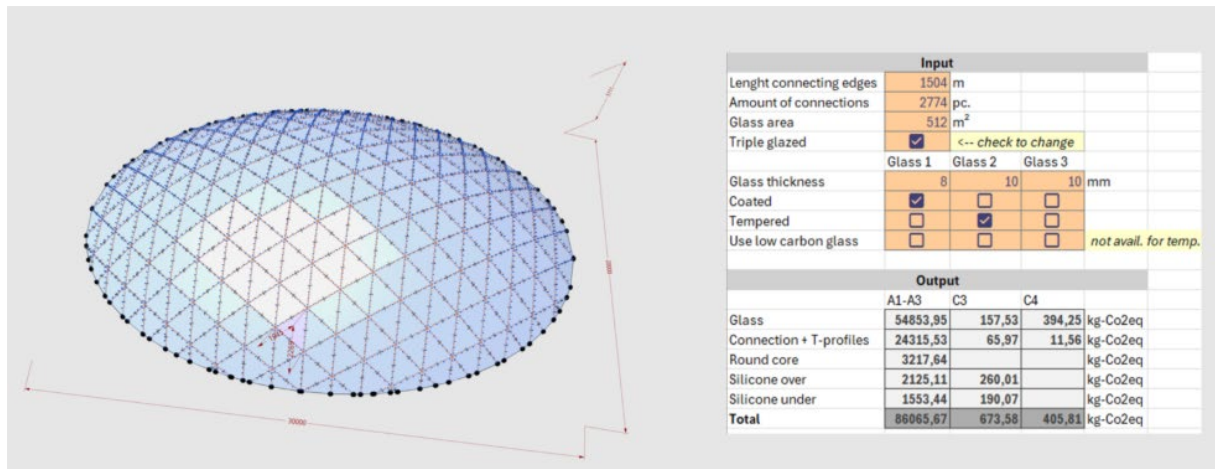 30000
Input
Lenght connecting edges 1504 m
Amount of connections 2774 pc.
Glass area 512 m²
Triple glazed <-- check to change
Glass 1 Glass 2 Glass 3
Glass thickness 8 10 10 mm
Coated
Tempered
Use low carbon glass not avail. for temp.
Output
A1-A3 C3 C4
Glass 54853,95 157,53 394,25 kg-Co2eq
Connection + T-profiles 24315,53 65,97 11,56 kg-Co2eq
Round core 3217,64 kg-Co2eq
Silicone over 2125,11 260,01 kg-Co2eq
Silicone under 1553,44 190,07 kg-Co2eq
Total 86065,67 673,58 405,81 kg-Co2eq